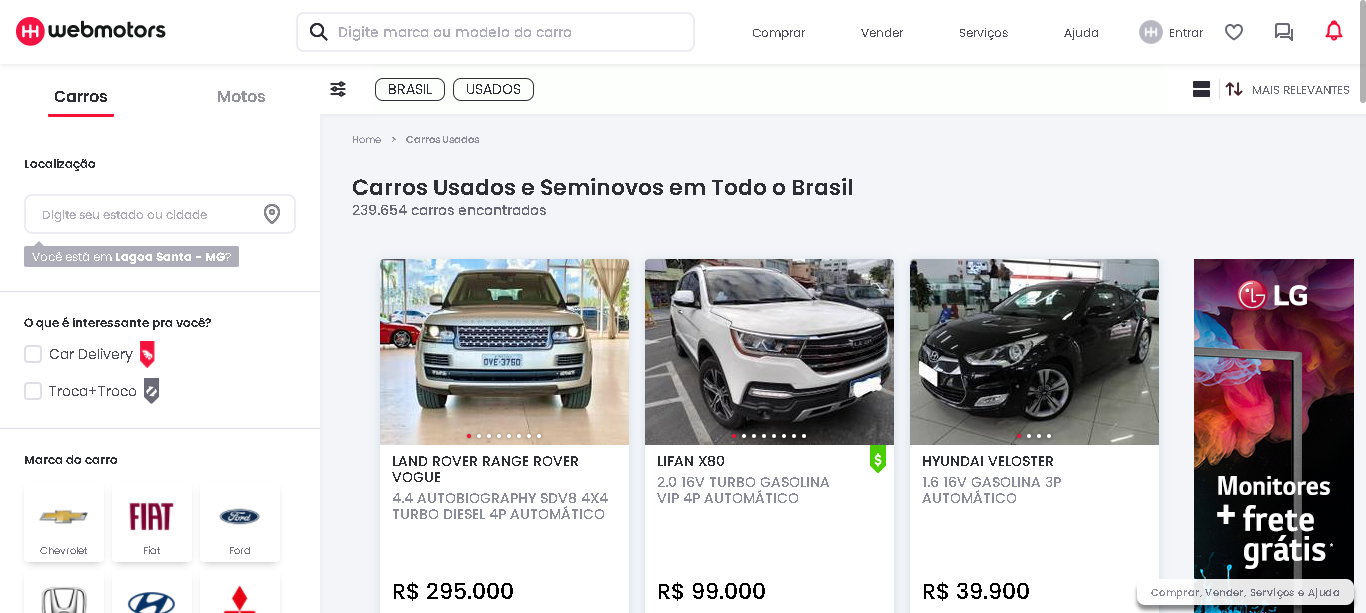 webmotors
Digite marca ou modelo do carro
Comprar
Vender
Serviços
Ajuda
Entrar
Carros
Motos
BRASIL
USADOS
MAIS RELEVANTES
Home > Carros Usados
Localização
Carros Usados e Seminovos em Todo o Brasil
239.654 carros encontrados
Digite seu estado ou cidade
Você está em Lagoa Santa - MG?
O que é interessante pra você?
Car Delivery
Troca+Troco
Marca do carro
Chevrolet
FIAT
Fiat
Ford
Ford
OVE-3760
LAND ROVER RANGE ROVER
VOGUE
4.4 AUTOBIOGRAPHY SDV8 4X4
TURBO DIESEL 4P AUTOMÁTICO
R$ 295.000
$
LIFAN X80
2.0 16V TURBO GASOLINA
VIP 4P AUTOMÁTICO
R$ 99.000
HYUNDAI VELOSTER
1.6 16V GASOLINA 3P
AUTOMÁTICO
R$ 39.900
LG
Monitores
+ frete
grátis*
Comprar, Vender, Serviços e Ajuda